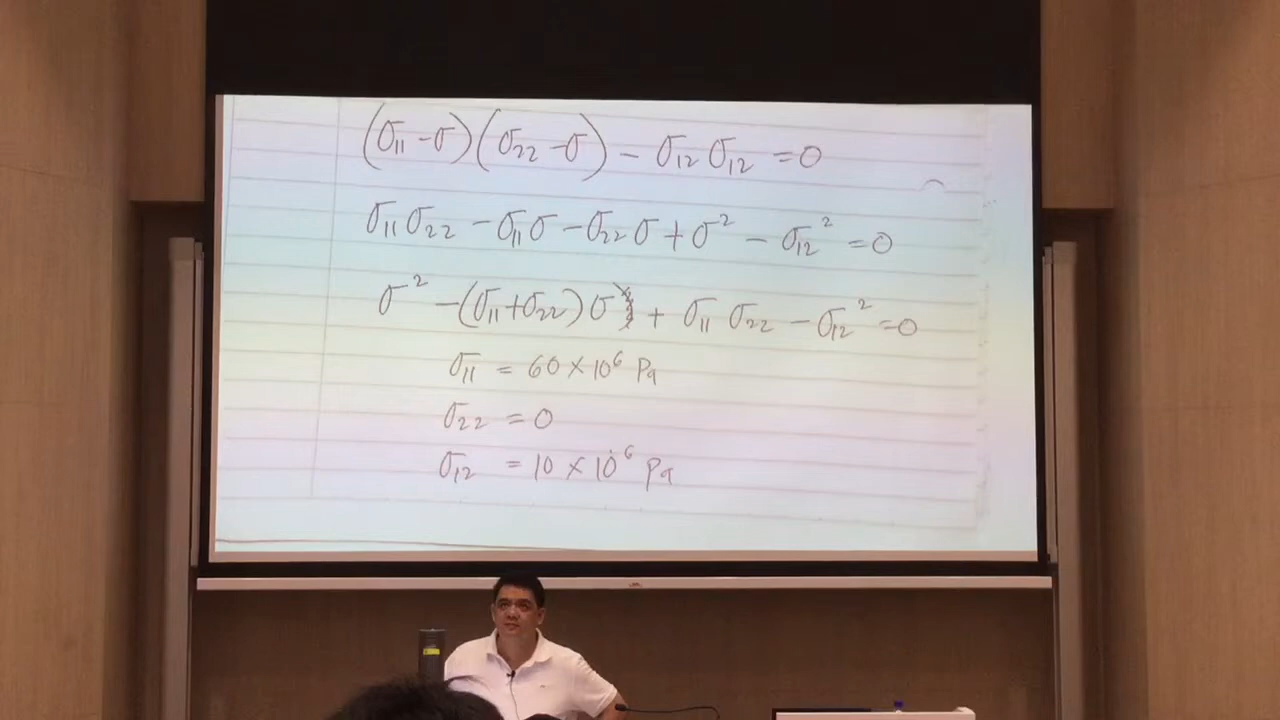 (σ₁₁ - σ)(σ₂₂ - σ) - σ₁₂ σ₁₂ = 0
σ₁₁ σ₂₂ - σ₁₁ σ - σ₂₂ σ + σ² - σ₁₂² = 0
σ² - (σ₁₁ + σ₂₂) σ + σ₁₁ σ₂₂ - σ₁₂² = 0
σ₁₁ = 60 × 10⁶ Pa
σ₂₂ = 0
σ₁₂ = 10 × 10⁶ Pa